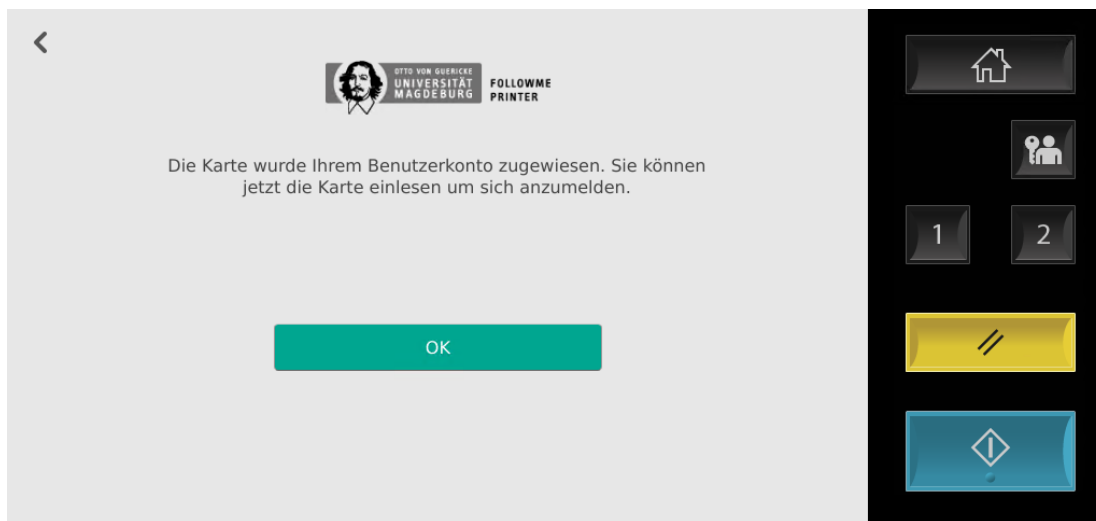 OTTO VON GUERICKE
UNIVERSITÄT
MAGDEBURG
FOLLOWME
PRINTER
Die Karte wurde Ihrem Benutzerkonto zugewiesen. Sie können
jetzt die Karte einlesen um sich anzumelden.
OK
1
2